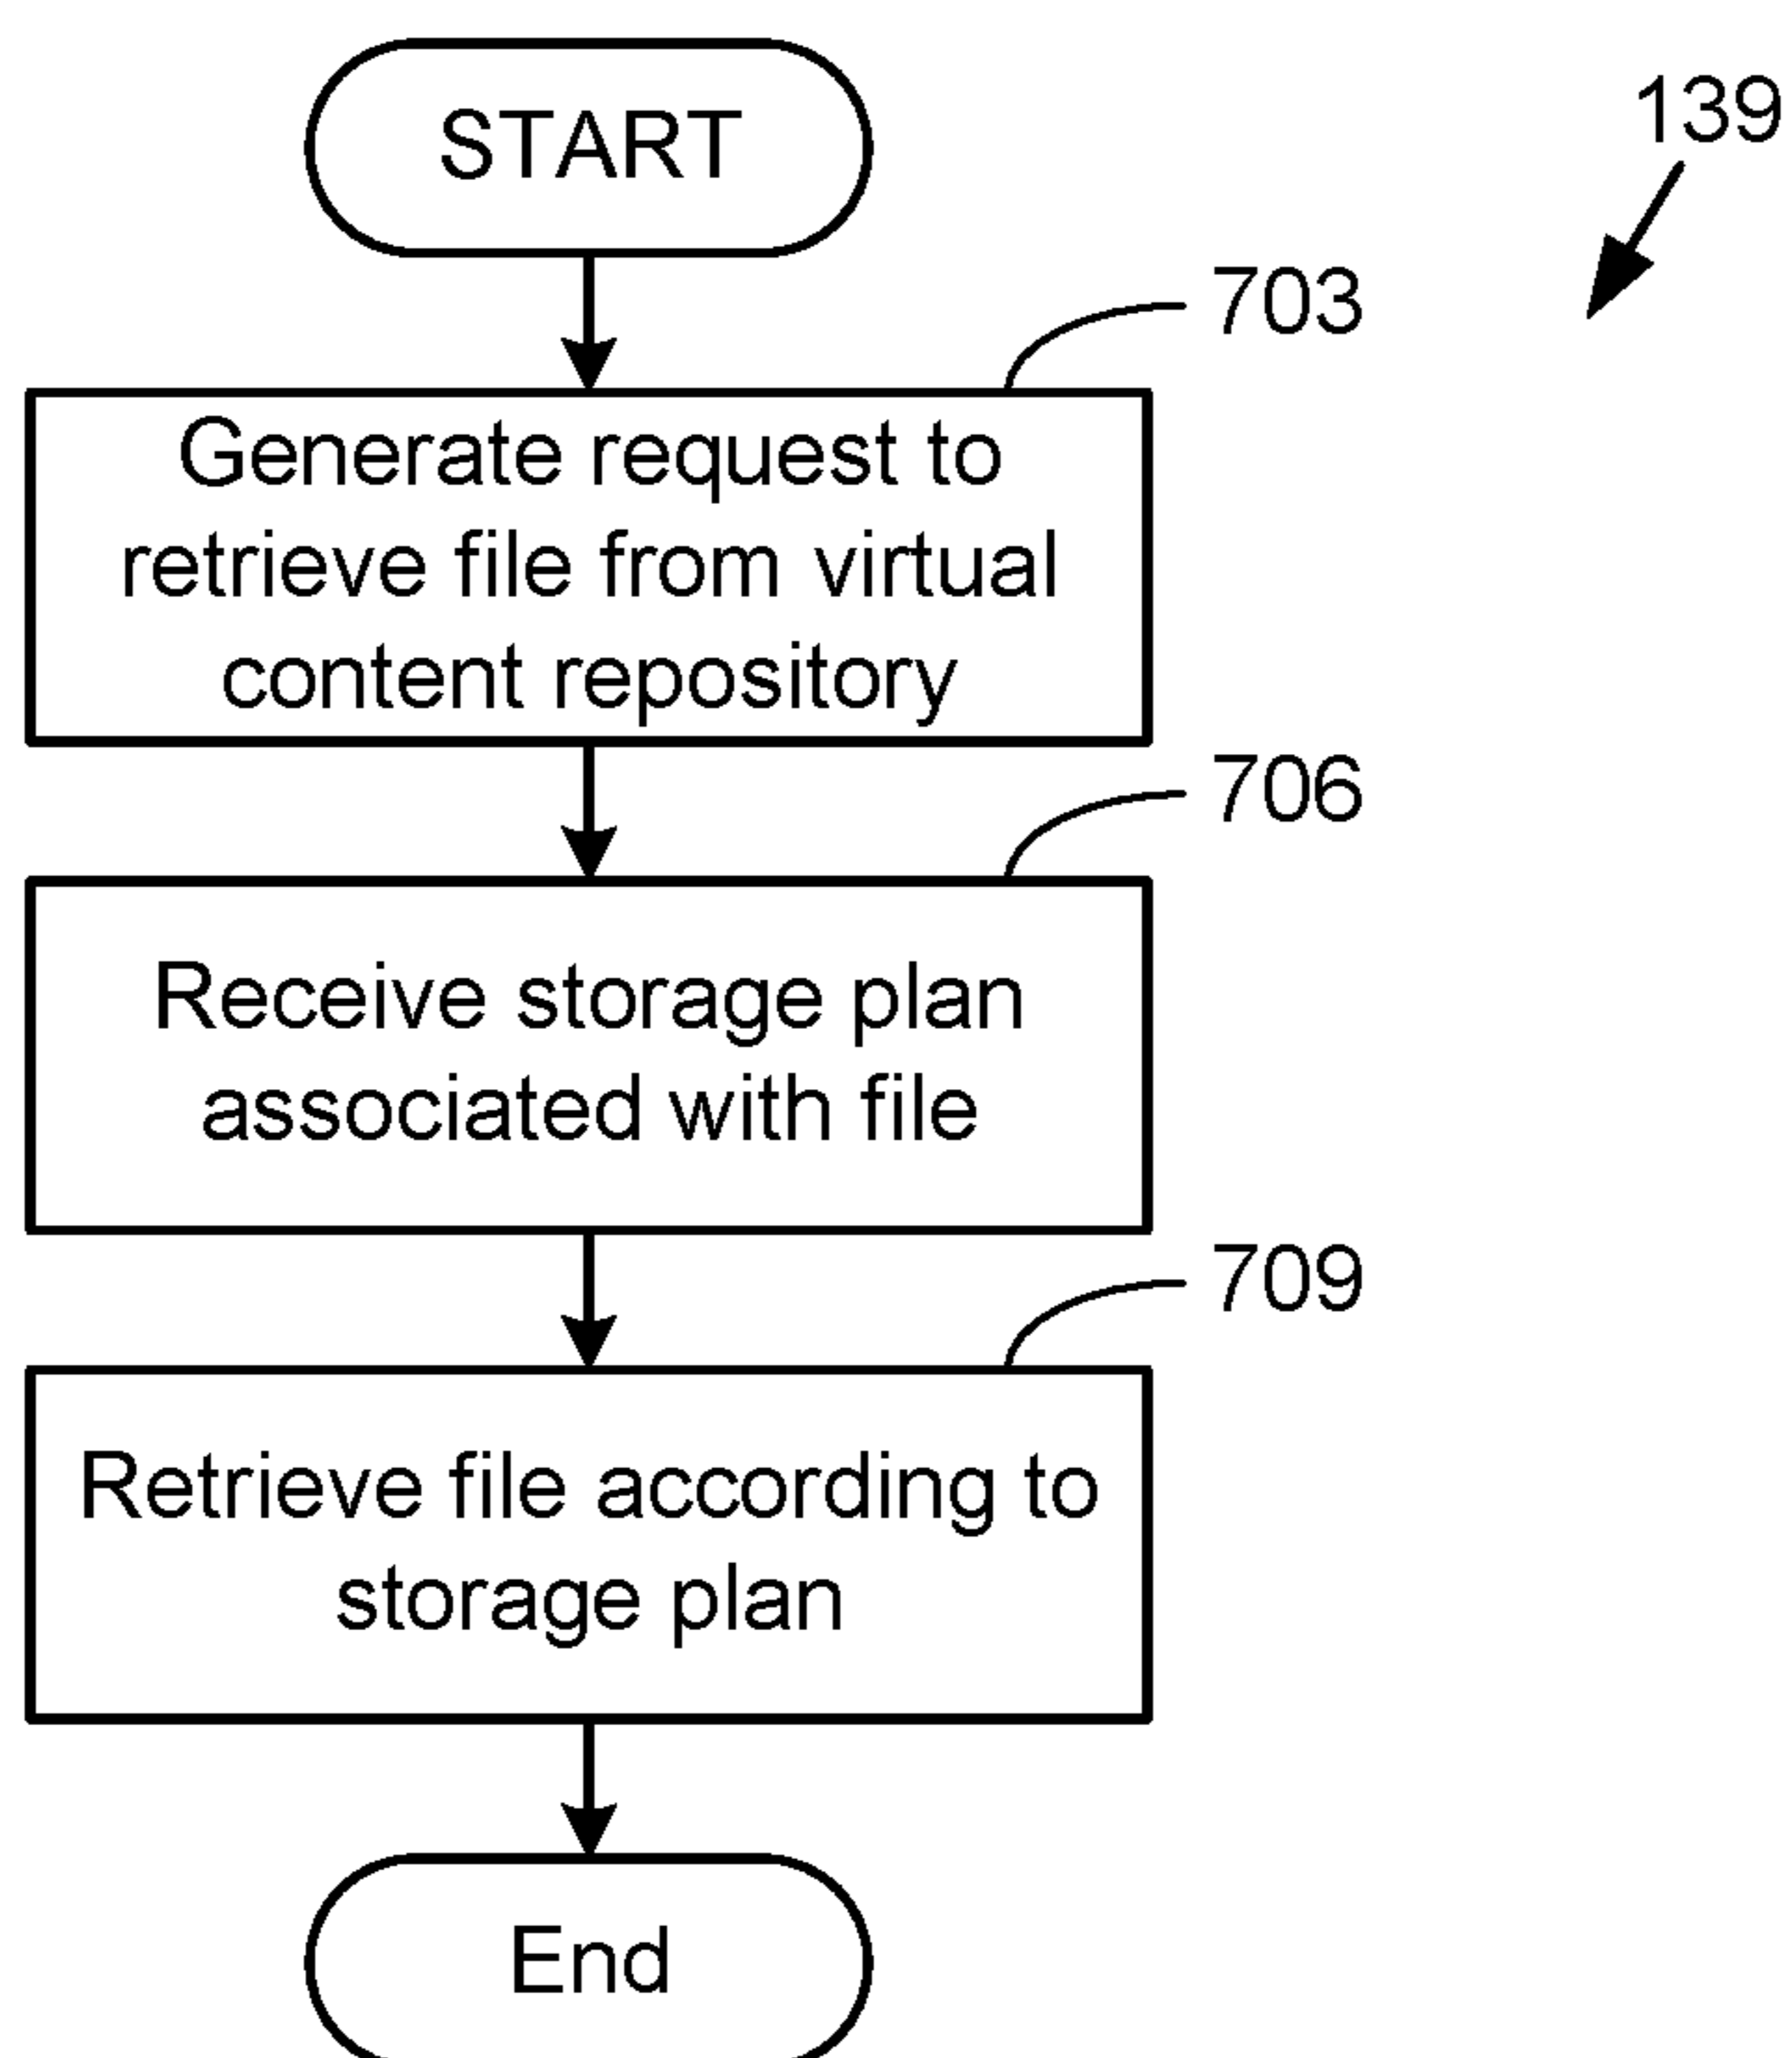 START
139
703
Generate request to
retrieve file from virtual
content repository
706
Receive storage plan
associated with file
709
Retrieve file according to
storage plan
End